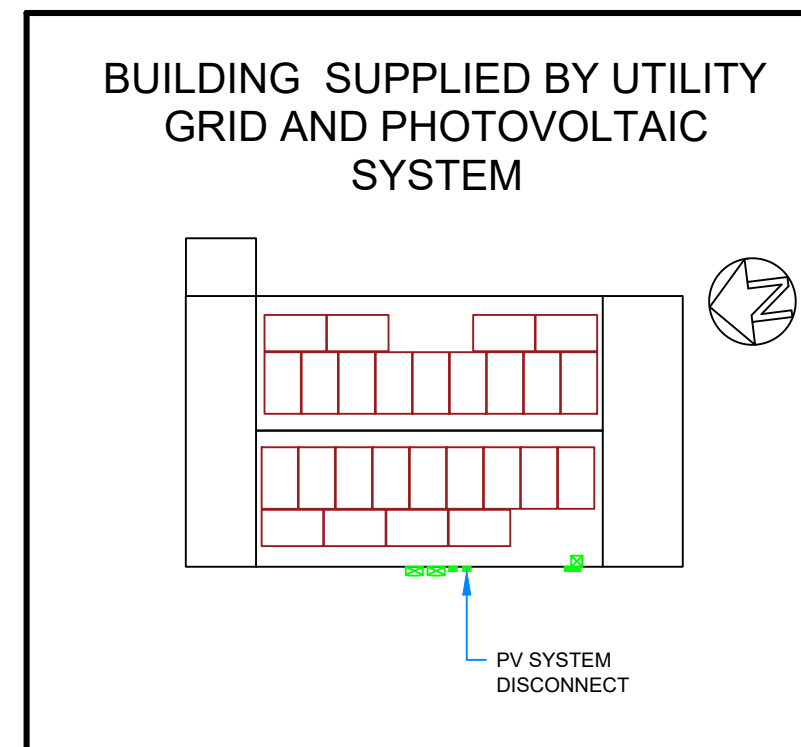 BUILDING SUPPLIED BY UTILITY
GRID AND PHOTOVOLTAIC
SYSTEM
N
PV SYSTEM
DISCONNECT